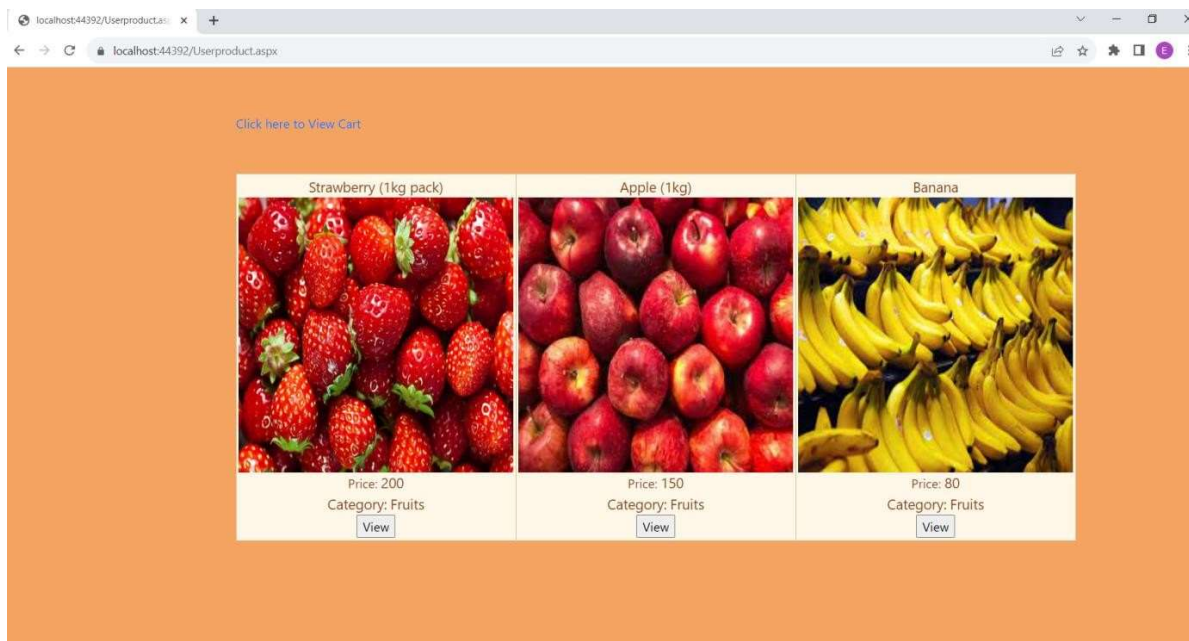 localhost:44392/Userproduct.as
localhost:44392/Userproduct.aspx
E
Click here to View Cart
Strawberry (1kg pack)
Apple (1kg)
Banana
Price: 200
Price: 150
Price: 80
Category: Fruits
Category: Fruits
Category: Fruits
View
View
View